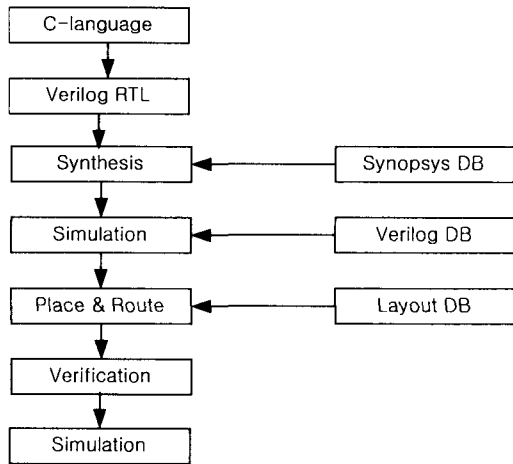 C-language
Verilog RTL
Synthesis
Synopsys DB
Simulation
Verilog DB
Place & Route
Layout DB
Verification
Simulation